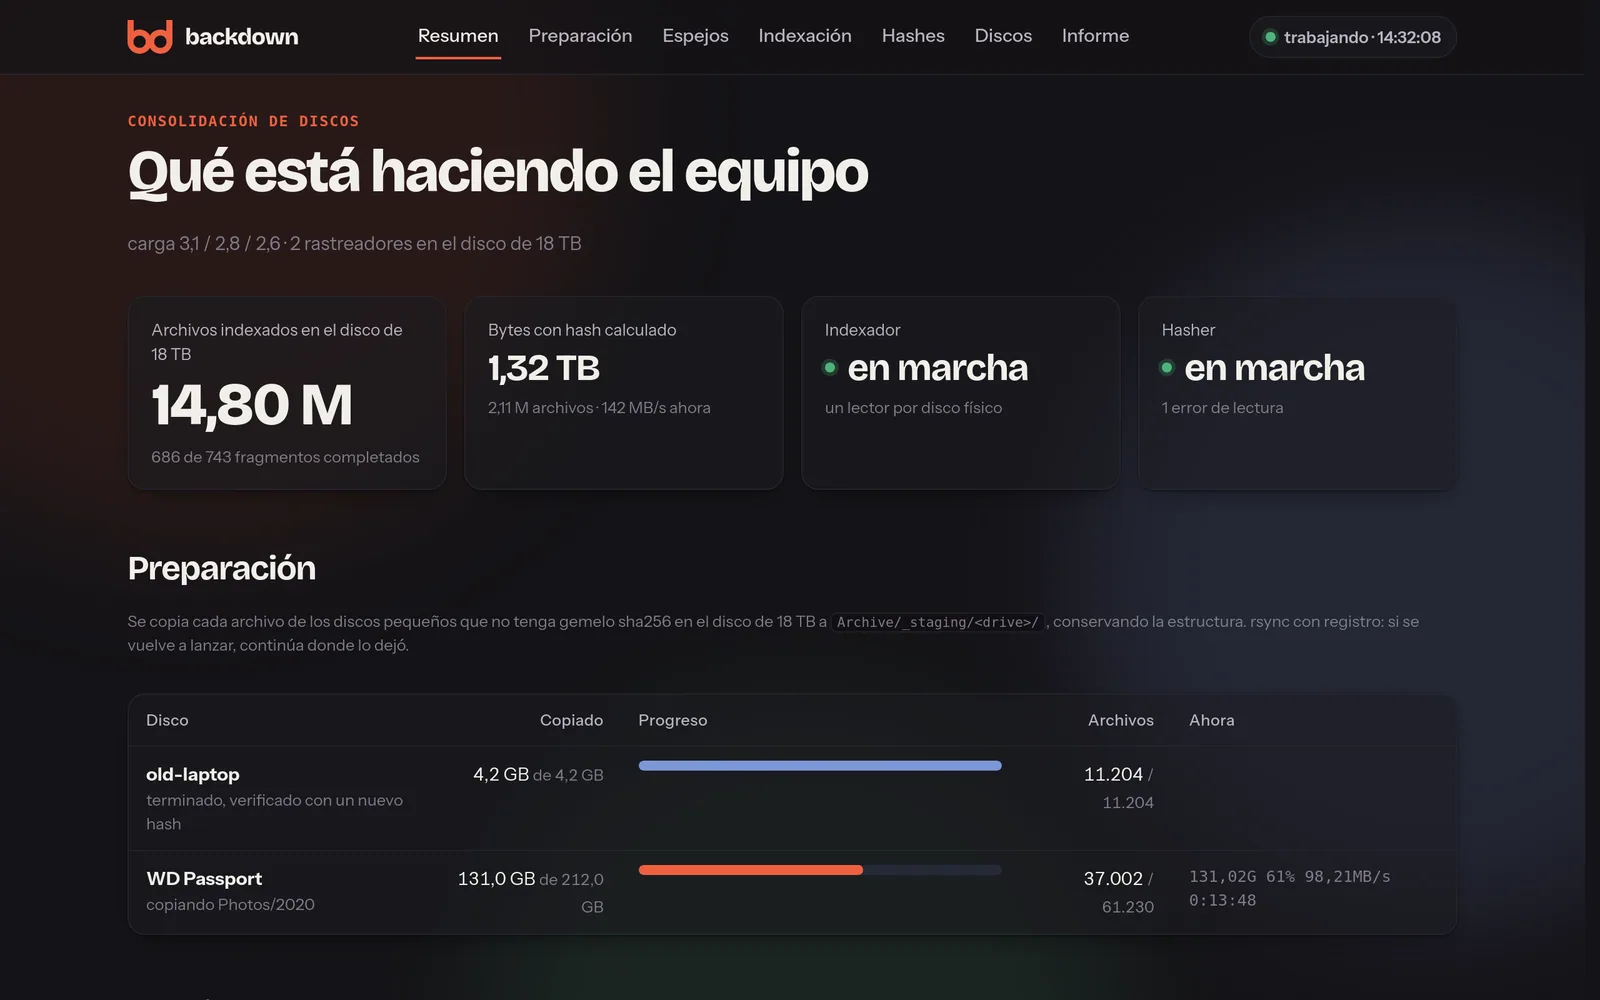 backdown
Resumen
Preparación
Espejos
Indexación
Hashes
Discos
Informe
trabajando · 14:32:08
CONSOLIDACIÓN DE DISCOS
Qué está haciendo el equipo
carga 3,1 / 2,8 / 2,6 · 2 rastreadores en el disco de 18 TB
Archivos indexados en el disco de
18 TB
14,80 M
686 de 743 fragmentos completados
Bytes con hash calculado
1,32 TB
2,11 M archivos · 142 MB/s ahora
Indexador
en marcha
un lector por disco físico
Hasher
en marcha
1 error de lectura
Preparación
Se copia cada archivo de los discos pequeños que no tenga gemelo sha256 en el disco de 18 TB a Archive/_staging/<drive>/ , conservando la estructura. rsync con registro: si se
vuelve a lanzar, continúa donde lo dejó.
Disco
Copiado
Progreso
Archivos
Ahora
old-laptop
terminado, verificado con un nuevo
hash
4,2 GB de 4,2 GB
11.204 /
11.204
WD Passport
copiando Photos/2020
131,0 GB de 212,0
GB
37.002 /
61.230
131,02G 61% 98,21MB/s
0:13:48